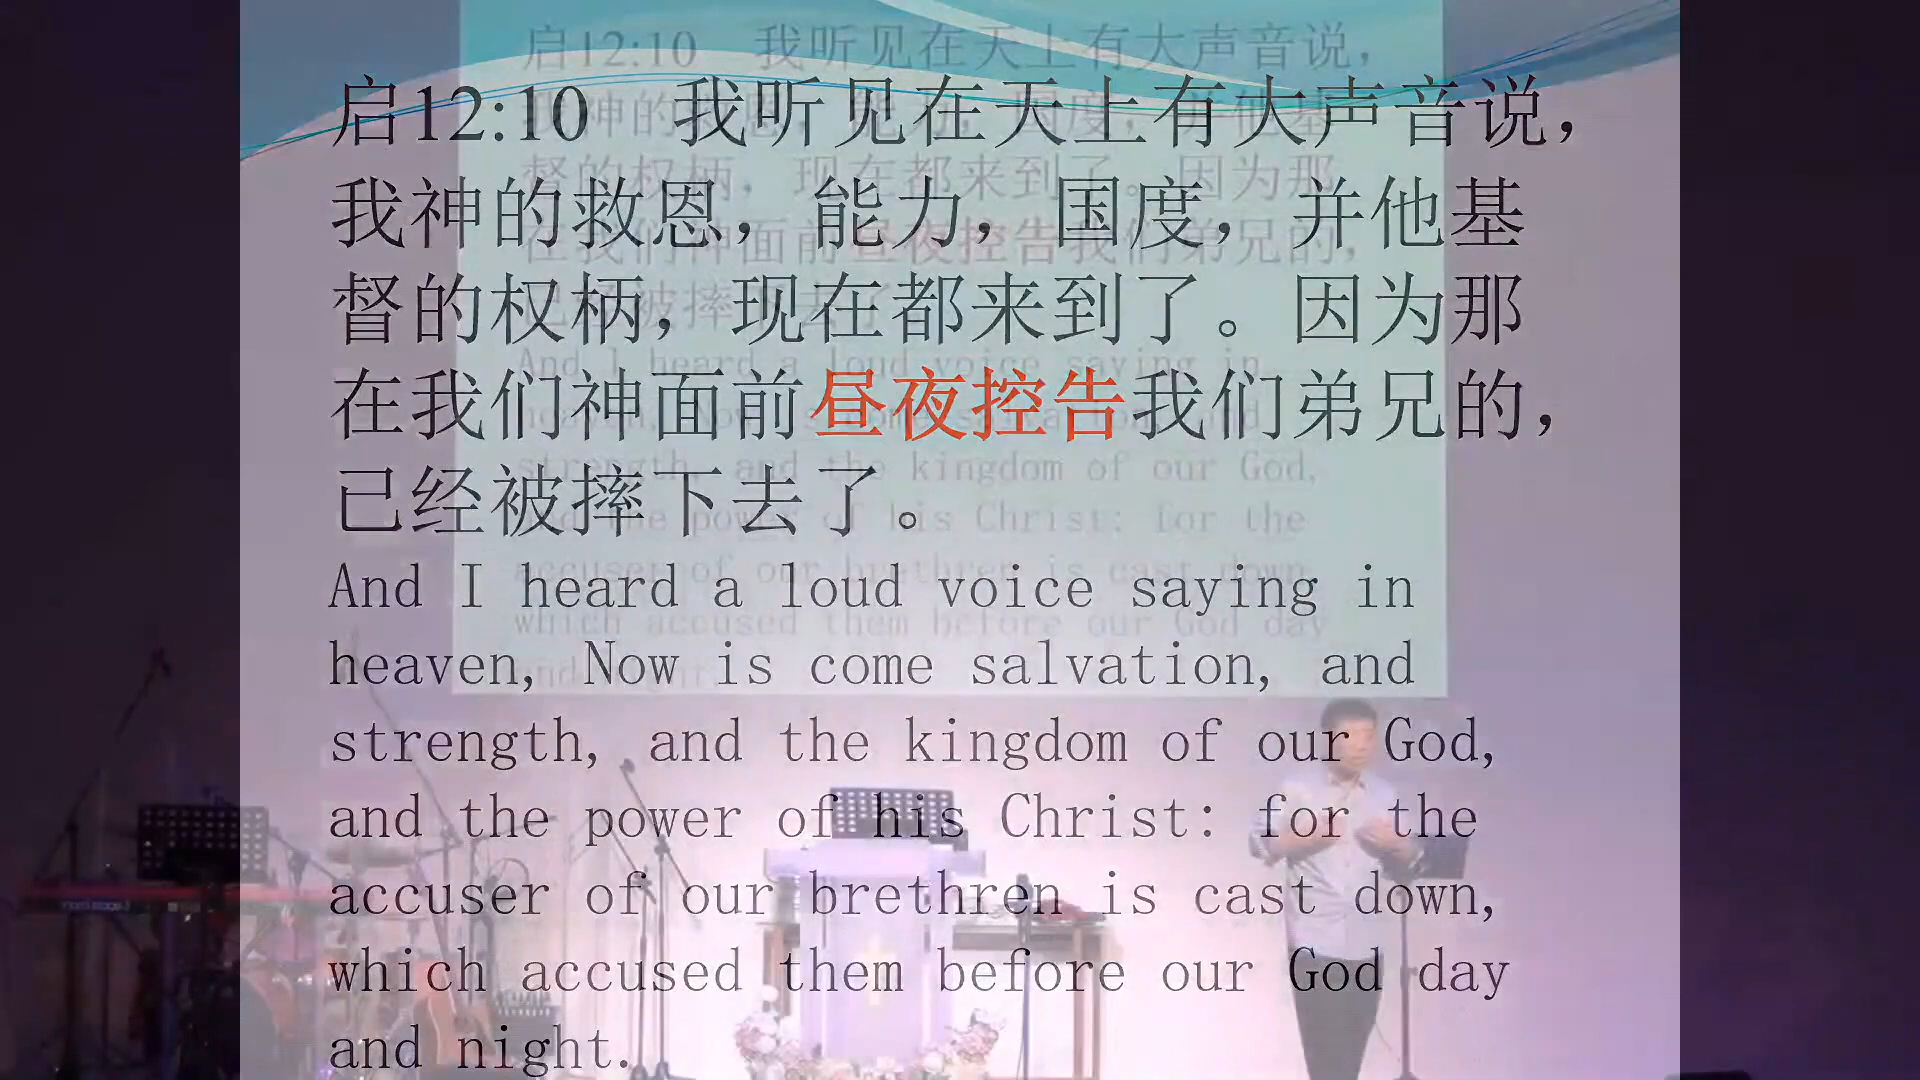 启12:10 我听见在天上有大声音说，
我神的救恩，能力，国度，并他基
督的权柄，现在都来到了。因为那
在我们神面前昼夜控告我们弟兄的，
已经被摔下去了。
And I heard a loud voice saying in
heaven, Now is come salvation, and
strength, and the kingdom of our God,
and the power of his Christ: for the
accuser of our brethren is cast down,
which accused them before our God day
and night.